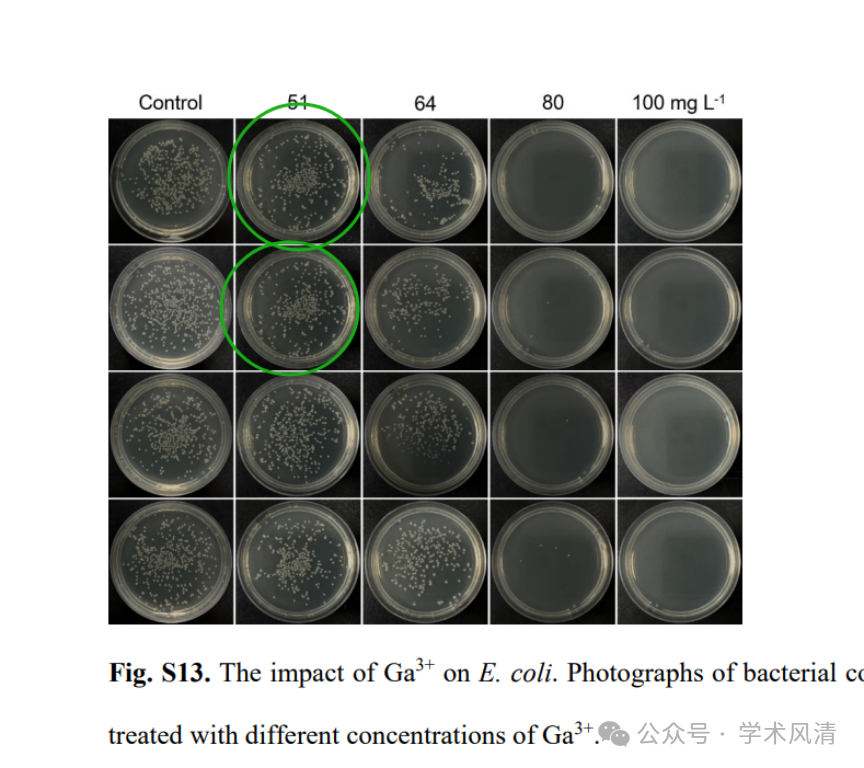 Control 51 64 80 100 mg L⁻¹
Fig. S13. The impact of Ga³⁺ on E. coli. Photographs of bacterial co
treated with different concentrations of Ga³⁺.
公众号 · 学术风清